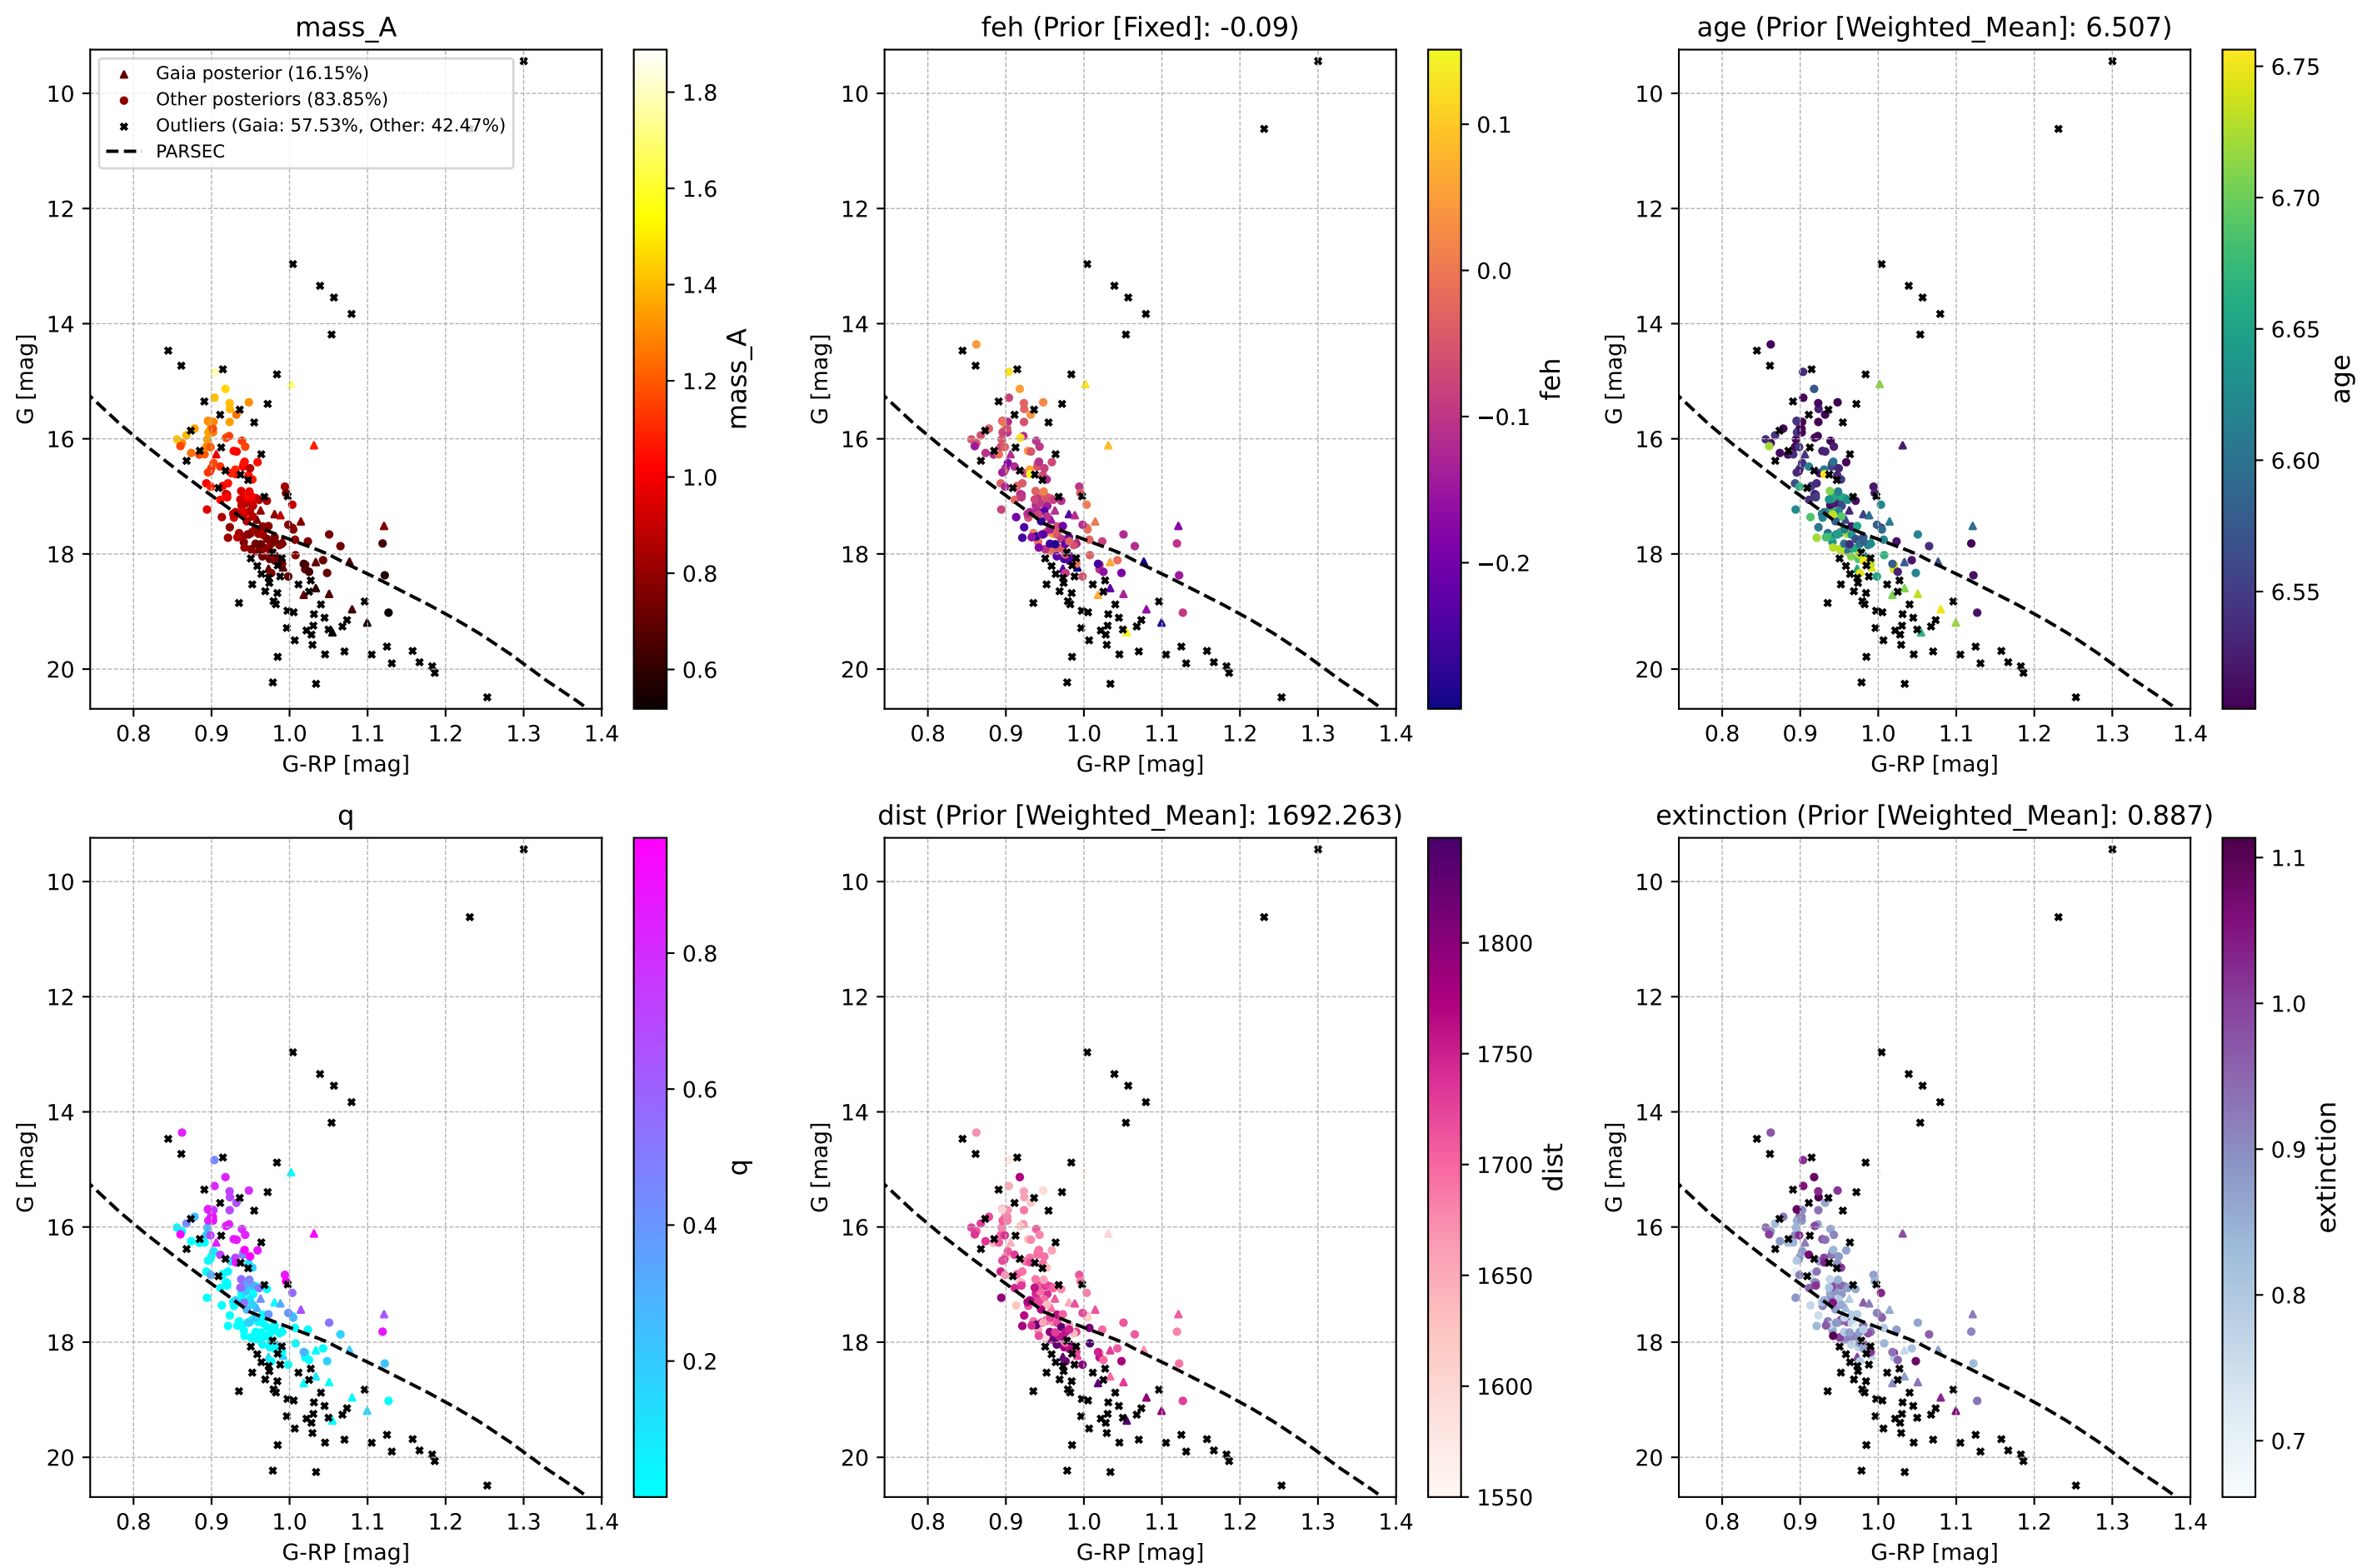 mass_A
feh (Prior [Fixed]: -0.09)
age (Prior [Weighted_Mean]: 6.507)
Gaia posterior (16.15%)
Other posteriors (83.85%)
Outliers (Gaia: 57.53%, Other: 42.47%)
PARSEC
10
12
14
16
18
20
G [mag]
0.8 0.9 1.0 1.1 1.2 1.3 1.4
G-RP [mag]
1.8
1.6
1.4
1.2
1.0
0.8
0.6
mass_A
10
12
14
16
18
20
G [mag]
0.8 0.9 1.0 1.1 1.2 1.3 1.4
G-RP [mag]
0.1
0.0
−0.1
−0.2
feh
10
12
14
16
18
20
G [mag]
0.8 0.9 1.0 1.1 1.2 1.3 1.4
G-RP [mag]
6.75
6.70
6.65
6.60
6.55
age
q
dist (Prior [Weighted_Mean]: 1692.263)
extinction (Prior [Weighted_Mean]: 0.887)
10
12
14
16
18
20
G [mag]
0.8 0.9 1.0 1.1 1.2 1.3 1.4
G-RP [mag]
0.8
0.6
0.4
0.2
q
10
12
14
16
18
20
G [mag]
0.8 0.9 1.0 1.1 1.2 1.3 1.4
G-RP [mag]
1800
1750
1700
1650
1600
1550
dist
10
12
14
16
18
20
G [mag]
0.8 0.9 1.0 1.1 1.2 1.3 1.4
G-RP [mag]
1.1
1.0
0.9
0.8
0.7
extinction